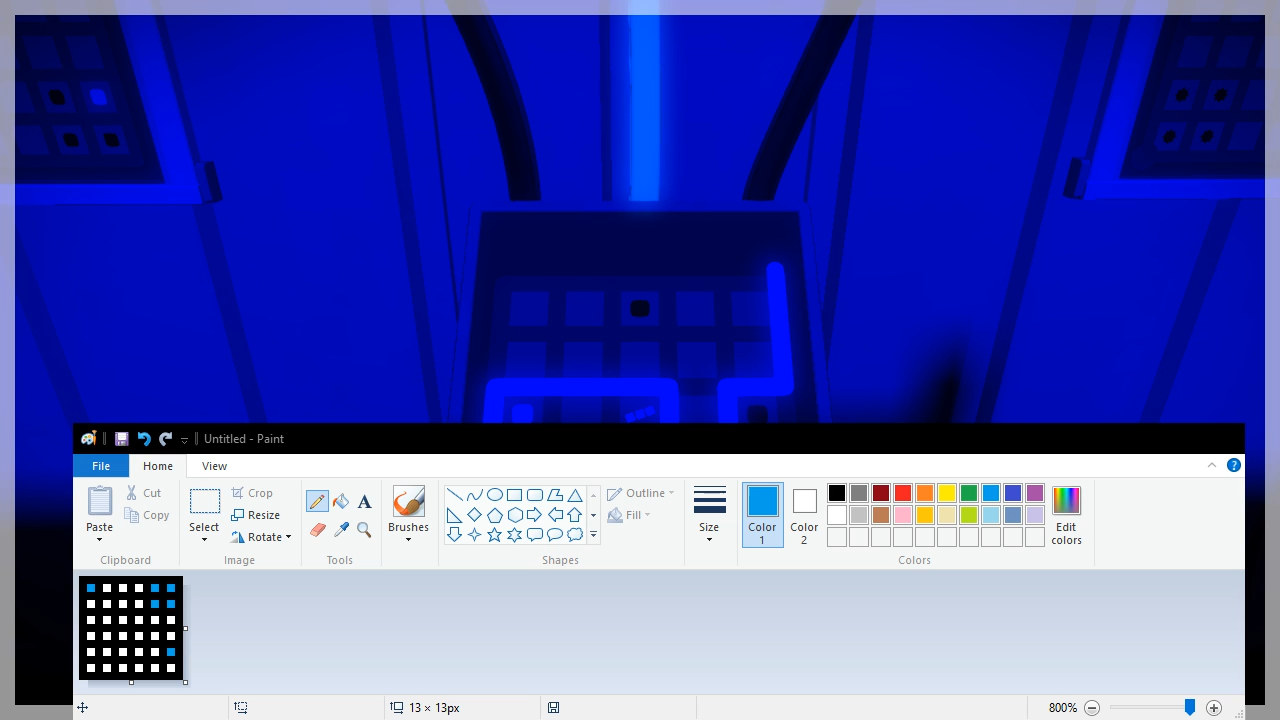 Untitled - Paint
File Home View
Cut
Crop
Outline
Copy
Resize
Fill
Paste
Select
Rotate
A
Brushes
Size
Color 1
Color 2
Edit colors
Clipboard
Image
Tools
Shapes
Colors
13 × 13px
800%